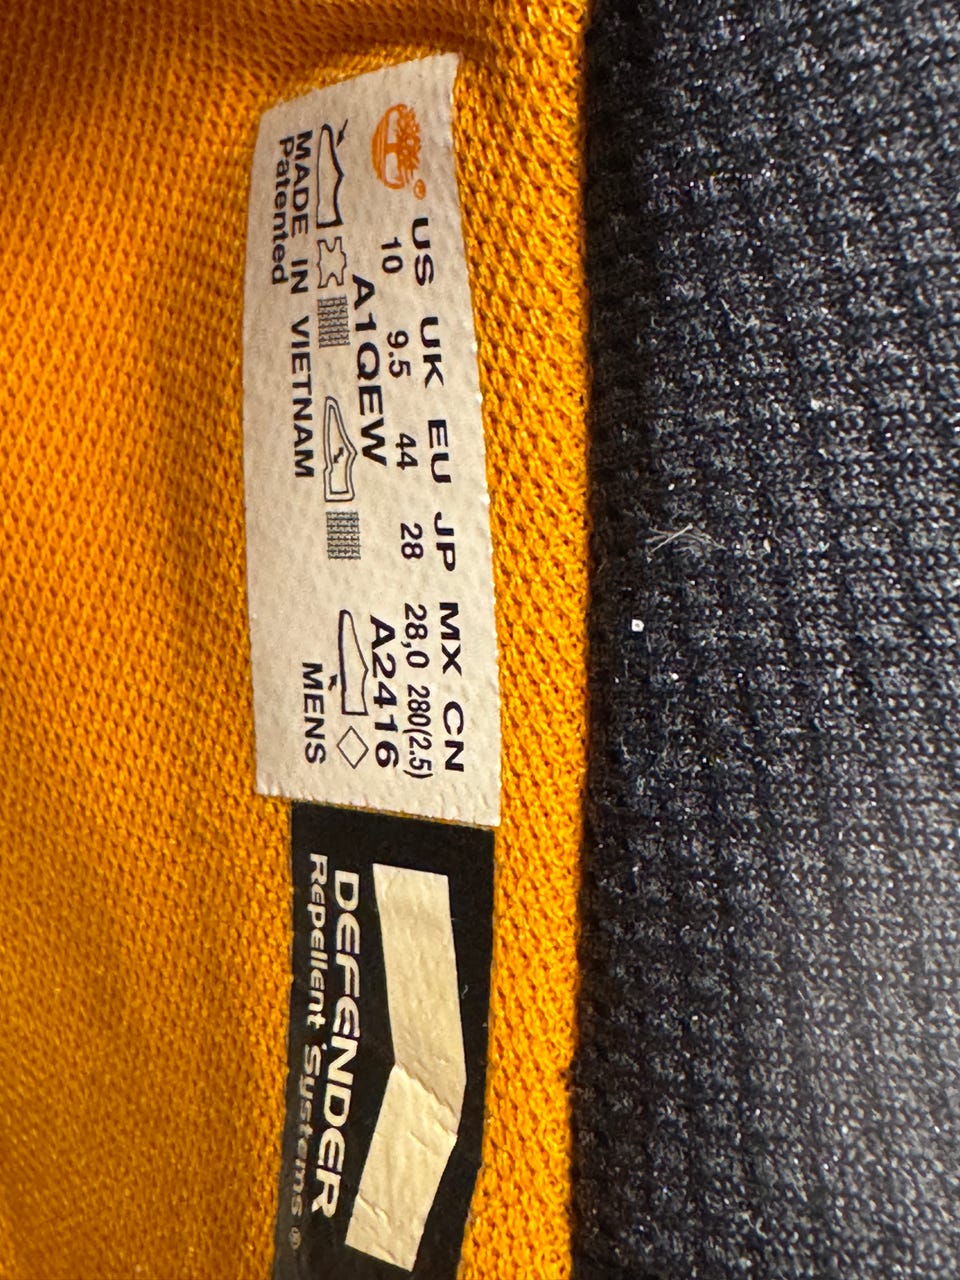 US UK EU JP MX CN
10 9.5 44 28 28,0 280(2.5)
A1QEW A2416
MADE IN VIETNAM MENS
Patented
DEFENDER
Repellent Systems®